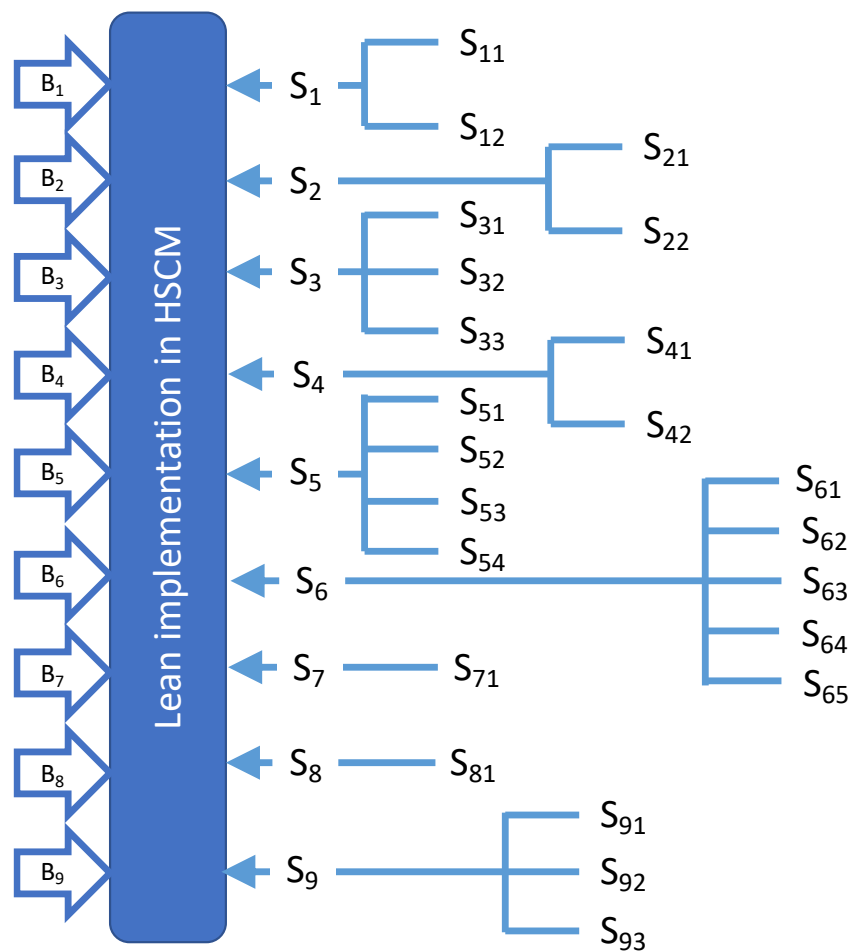 B1
B2
B3
B4
B5
B6
B7
B8
B9
Lean implementation in HSCM
S1
S11
S12
S2
S21
S22
S3
S31
S32
S33
S4
S41
S42
S5
S51
S52
S53
S54
S6
S61
S62
S63
S64
S65
S7
S71
S8
S81
S9
S91
S92
S93